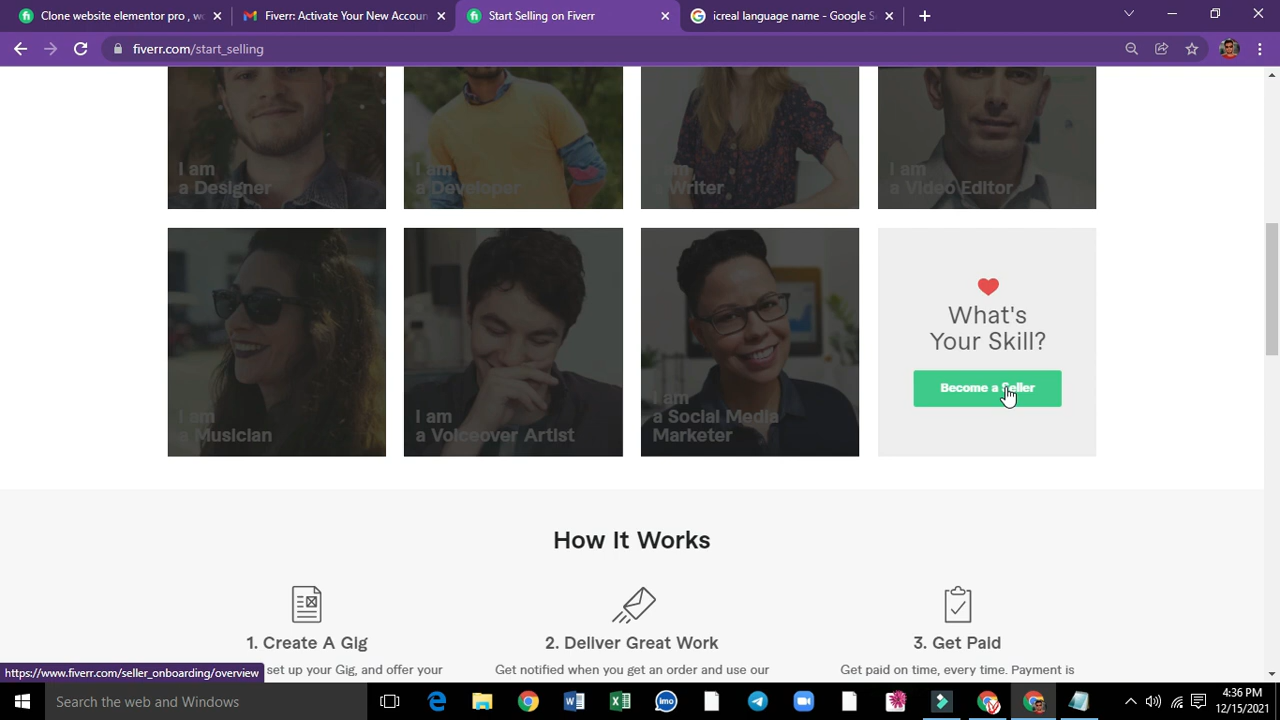 Clone website elementor pro , wo
Fiverr: Activate Your New Accoun
Start Selling on Fiverr
icreal language name - Google Se
fiverr.com/start_selling
I am
a Designer
I am
a Developer
I am
a Writer
I am
a Video Editor
I am
a Musician
I am
a Voiceover Artist
I am
a Social Media
Marketer
What's
Your Skill?
Become a Seller
How It Works
1. Create A Gig
2. Deliver Great Work
3. Get Paid
set up your Gig, and offer your
Get notified when you get an order and use our
Get paid on time, every time. Payment is
https://www.fiverr.com/seller_onboarding/overview
Search the web and Windows
4:36 PM
12/15/2021